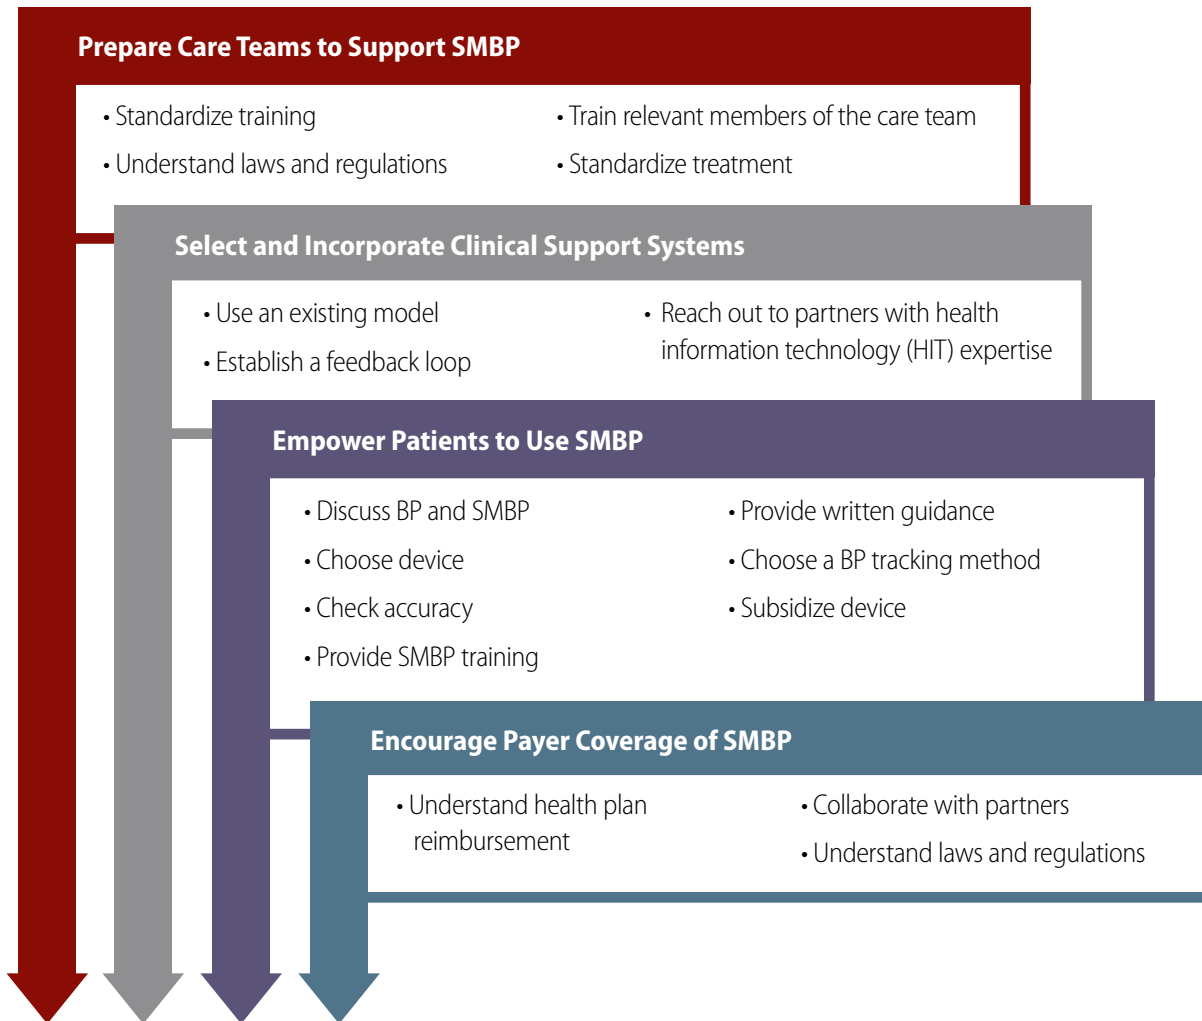 Prepare Care Teams to Support SMBP
• Standardize training
• Understand laws and regulations
• Train relevant members of the care team
• Standardize treatment
Select and Incorporate Clinical Support Systems
• Use an existing model
• Establish a feedback loop
• Reach out to partners with health
information technology (HIT) expertise
Empower Patients to Use SMBP
• Discuss BP and SMBP
• Choose device
• Check accuracy
• Provide SMBP training
• Provide written guidance
• Choose a BP tracking method
• Subsidize device
Encourage Payer Coverage of SMBP
• Understand health plan
reimbursement
• Collaborate with partners
• Understand laws and regulations